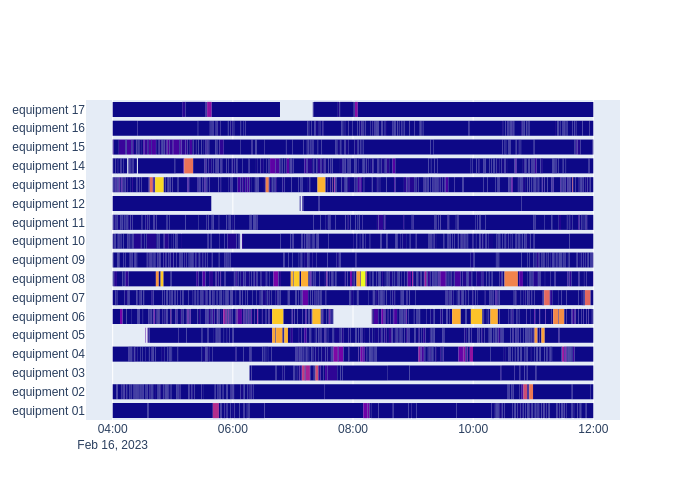 equipment 17
equipment 16
equipment 15
equipment 14
equipment 13
equipment 12
equipment 11
equipment 10
equipment 09
equipment 08
equipment 07
equipment 06
equipment 05
equipment 04
equipment 03
equipment 02
equipment 01
04:00 06:00 08:00 10:00 12:00
Feb 16, 2023